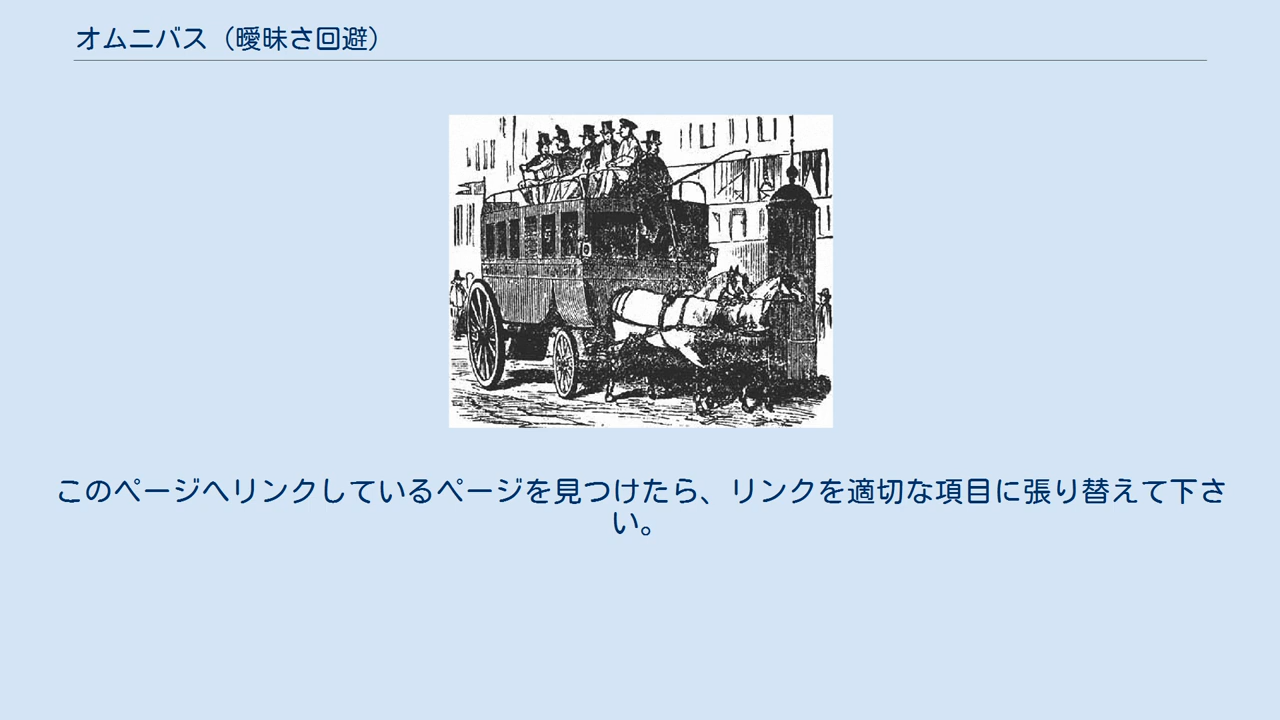 オムニバス（曖昧さ回避）
このページへリンクしているページを見つけたら、リンクを適切な項目に張り替えて下さ
い。